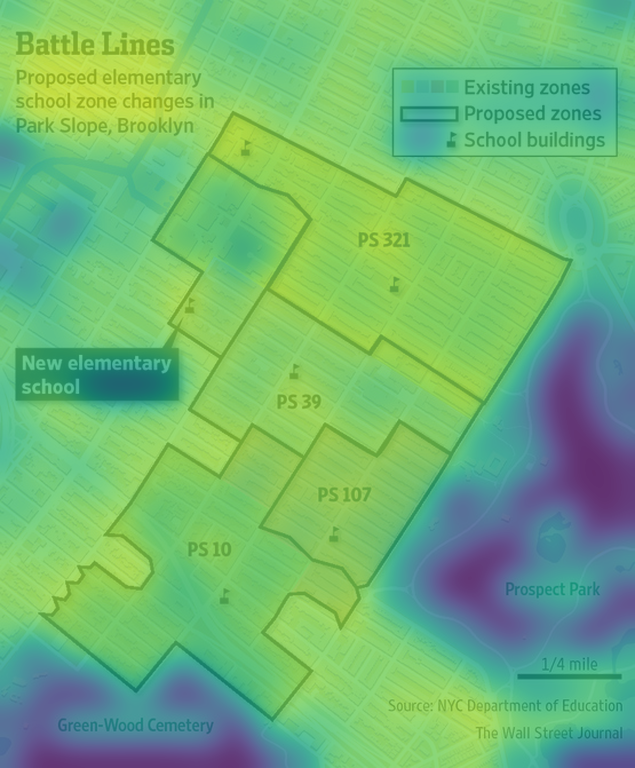 Battle Lines
Proposed elementary
school zone changes in
Park Slope, Brooklyn
Existing zones
Proposed zones
School buildings
PS 321
New elementary
school
PS 39
PS 107
PS 10
Prospect Park
1/4 mile
Source: NYC Department of Education
The Wall Street Journal
Green-Wood Cemetery